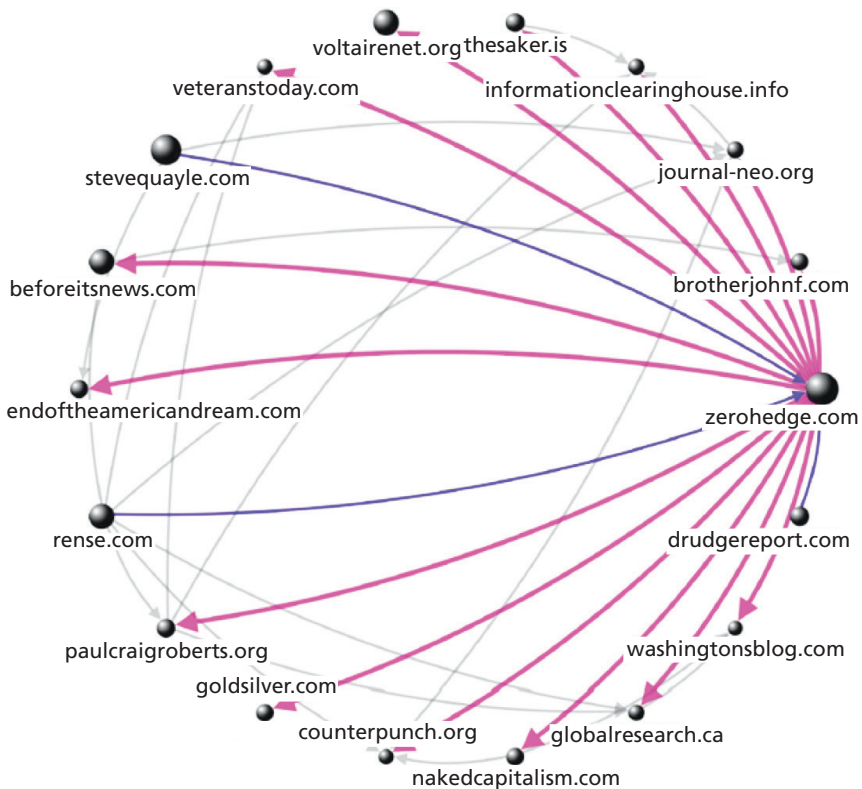 voltairenet.org
thesaker.is
veteranstoday.com
informationclearinghouse.info
stevequayle.com
journal-neo.org
beforeitsnews.com
brotherjohnf.com
endoftheamericandream.com
zerohedge.com
rense.com
drudgereport.com
paulcraigroberts.org
washingtonsblog.com
goldsilver.com
counterpunch.org
globalresearch.ca
nakedcapitalism.com